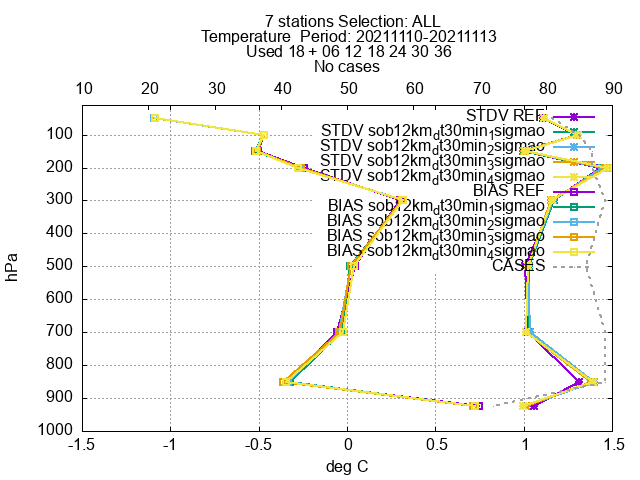 7 stations Selection: ALL
Temperature  Period: 20211110-20211113
Used 18 + 06 12 18 24 30 36
No cases
10 20 30 40 50 60 70 80 90
STDV REF
STDV sob12km_dt30min_1sigmao
STDV sob12km_dt30min_2sigmao
STDV sob12km_dt30min_3sigmao
STDV sob12km_dt30min_4sigmao
BIAS REF
BIAS sob12km_dt30min_1sigmao
BIAS sob12km_dt30min_2sigmao
BIAS sob12km_dt30min_3sigmao
BIAS sob12km_dt30min_4sigmao
CASES
100
200
300
400
500
600
700
800
900
1000
hPa
-1.5 -1 -0.5 0 0.5 1 1.5
deg C